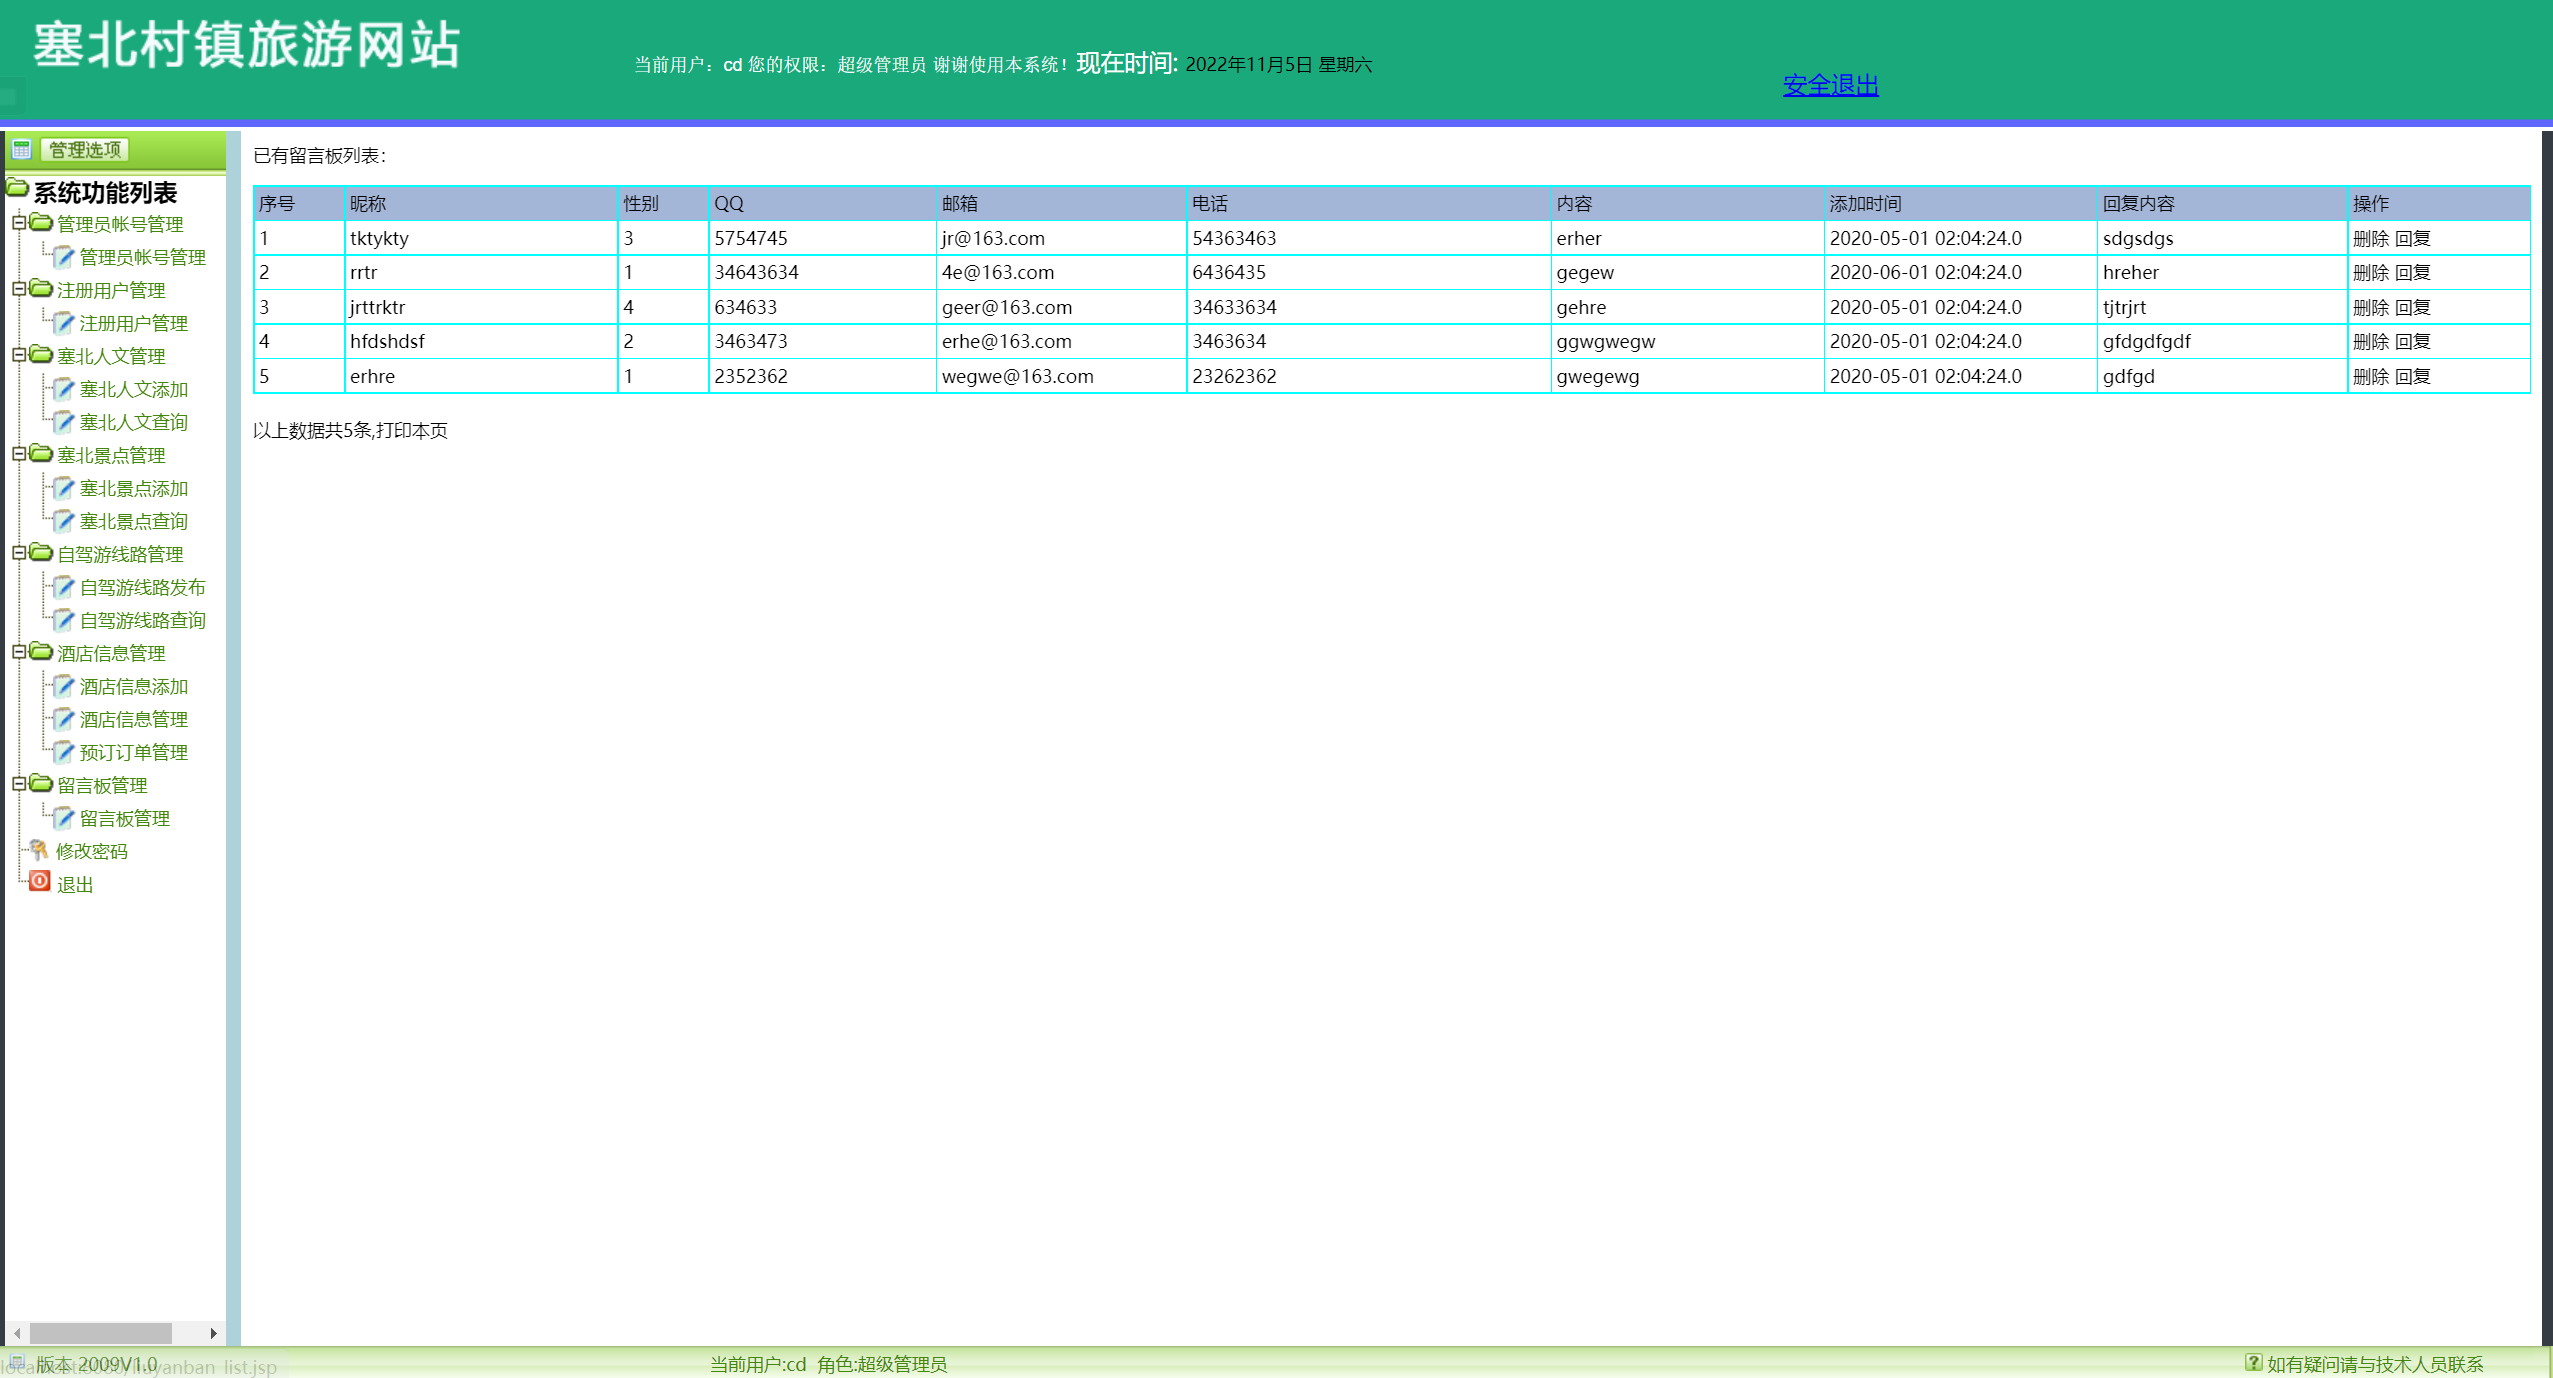 塞北村镇旅游网站
当前用户：cd 您的权限：超级管理员 谢谢使用本系统！现在时间: 2022年11月5日 星期六
安全退出
管理选项
系统功能列表
管理员帐号管理
管理员帐号管理
注册用户管理
注册用户管理
塞北人文管理
塞北人文添加
塞北人文查询
塞北景点管理
塞北景点添加
塞北景点查询
自驾游线路管理
自驾游线路发布
自驾游线路查询
酒店信息管理
酒店信息添加
酒店信息管理
预订订单管理
留言板管理
留言板管理
修改密码
退出
已有留言板列表：
序号 昵称 性别 QQ 邮箱 电话 内容 添加时间 回复内容 操作
1 tktykty 3 5754745 jr@163.com 54363463 erher 2020-05-01 02:04:24.0 sdgsdgs 删除 回复
2 rrtr 1 34643634 4e@163.com 6436435 gegew 2020-06-01 02:04:24.0 hreher 删除 回复
3 jrttrktr 4 634633 geer@163.com 34633634 gehre 2020-05-01 02:04:24.0 tjtrjrt 删除 回复
4 hfdshdsf 2 3463473 erhe@163.com 3463634 ggwgwegw 2020-05-01 02:04:24.0 gfdgdfgdf 删除 回复
5 erhre 1 2352362 wegwe@163.com 23262362 gwegewg 2020-05-01 02:04:24.0 gdfgd 删除 回复
以上数据共5条,打印本页
版本 2009V1.0
当前用户:cd 角色:超级管理员
如有疑问请与技术人员联系